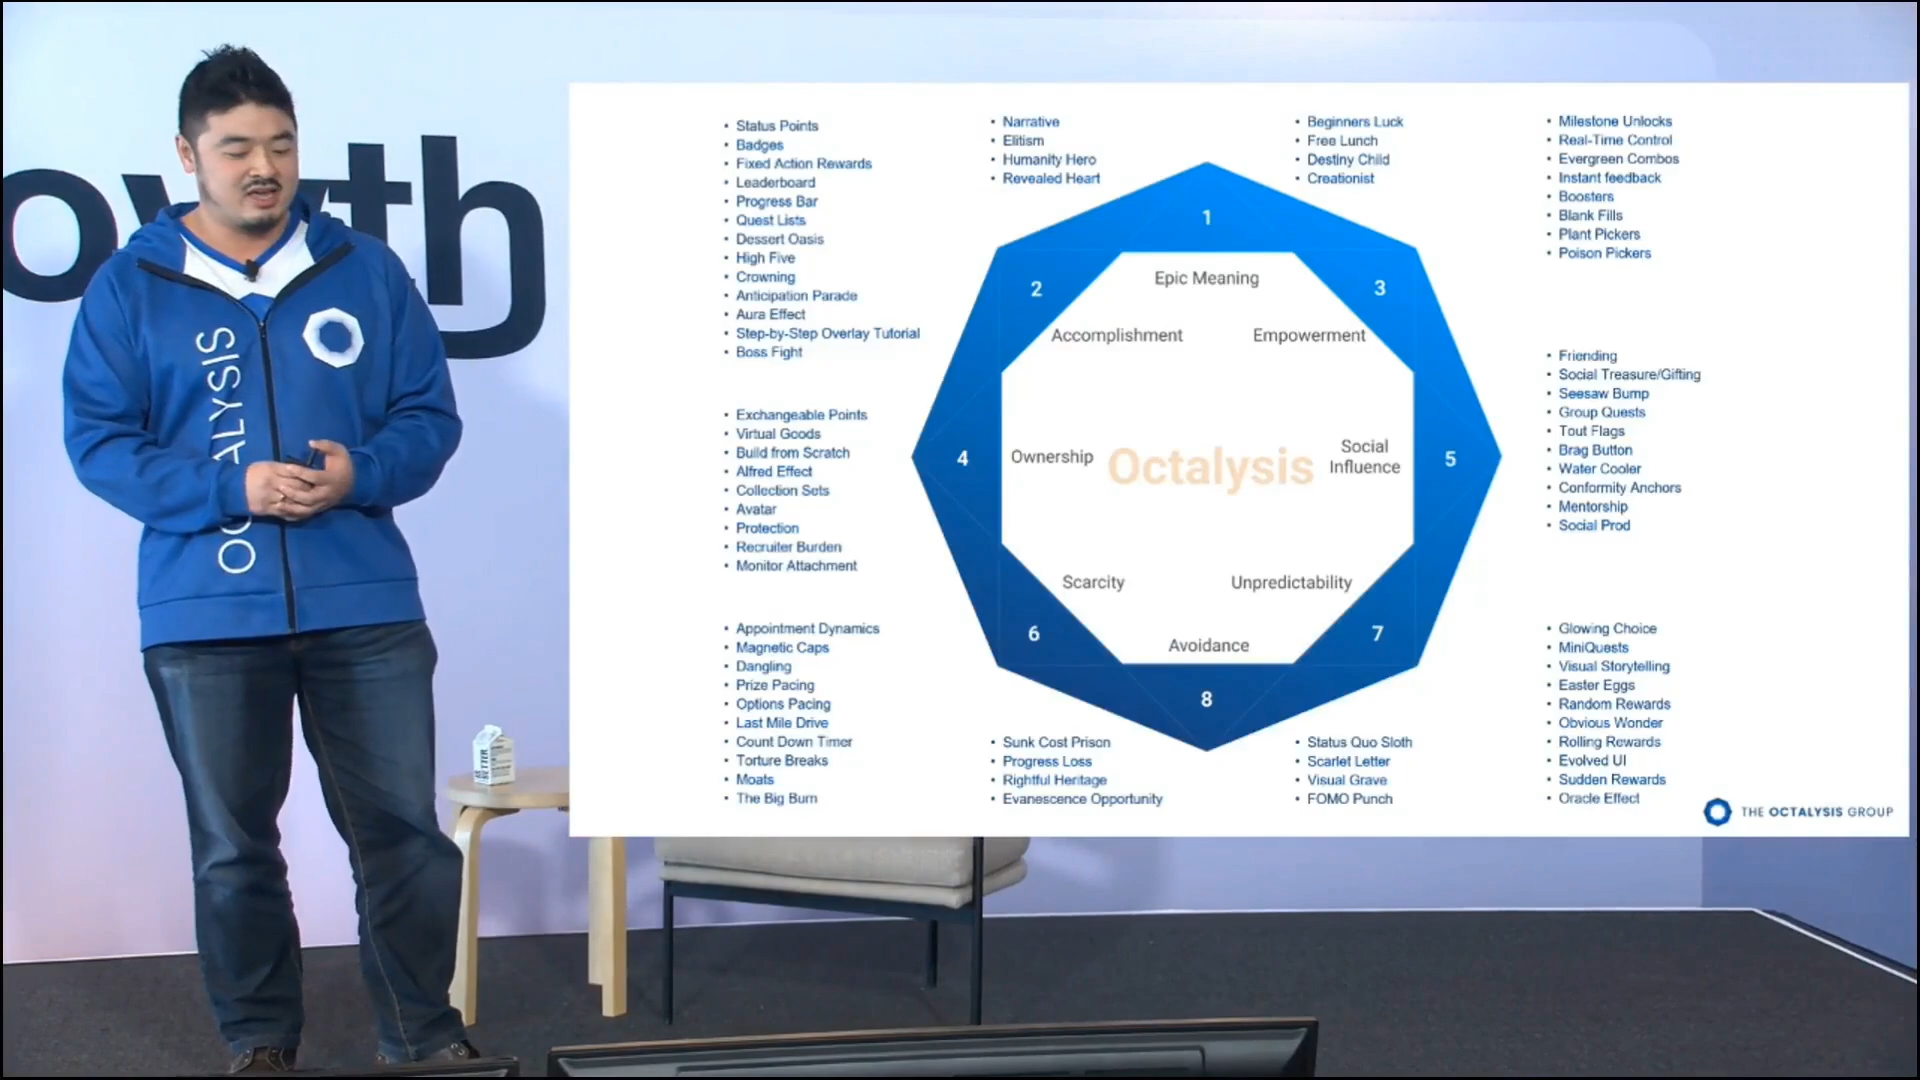 owth
OCTALYSIS
IS
BETTER
• Status Points
• Badges
• Fixed Action Rewards
• Leaderboard
• Progress Bar
• Quest Lists
• Dessert Oasis
• High Five
• Crowning
• Anticipation Parade
• Aura Effect
• Step-by-Step Overlay Tutorial
• Boss Fight
• Narrative
• Elitism
• Humanity Hero
• Revealed Heart
• Beginners Luck
• Free Lunch
• Destiny Child
• Creationist
• Milestone Unlocks
• Real-Time Control
• Evergreen Combos
• Instant feedback
• Boosters
• Blank Fills
• Plant Pickers
• Poison Pickers
1
Epic Meaning
2
Accomplishment
3
Empowerment
• Exchangeable Points
• Virtual Goods
• Build from Scratch
• Alfred Effect
• Collection Sets
• Avatar
• Protection
• Recruiter Burden
• Monitor Attachment
4
Ownership
Octalysis
Social
Influence
5
• Friending
• Social Treasure/Gifting
• Seesaw Bump
• Group Quests
• Tout Flags
• Brag Button
• Water Cooler
• Conformity Anchors
• Mentorship
• Social Prod
Scarcity
6
Unpredictability
7
Avoidance
8
• Appointment Dynamics
• Magnetic Caps
• Dangling
• Prize Pacing
• Options Pacing
• Last Mile Drive
• Count Down Timer
• Torture Breaks
• Moats
• The Big Burn
• Sunk Cost Prison
• Progress Loss
• Rightful Heritage
• Evanescence Opportunity
• Status Quo Sloth
• Scarlet Letter
• Visual Grave
• FOMO Punch
• Glowing Choice
• MiniQuests
• Visual Storytelling
• Easter Eggs
• Random Rewards
• Obvious Wonder
• Rolling Rewards
• Evolved UI
• Sudden Rewards
• Oracle Effect
THE OCTALYSIS GROUP